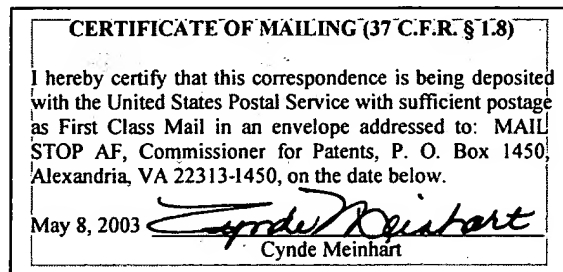 CERTIFICATE OF MAILING (37 C.F.R. § 1.8)
I hereby certify that this correspondence is being deposited
with the United States Postal Service with sufficient postage
as First Class Mail in an envelope addressed to: MAIL
STOP AF, Commissioner for Patents, P. O. Box 1450,
Alexandria, VA 22313-1450, on the date below.
May 8, 2003 Cynde Meinhart
Cynde Meinhart